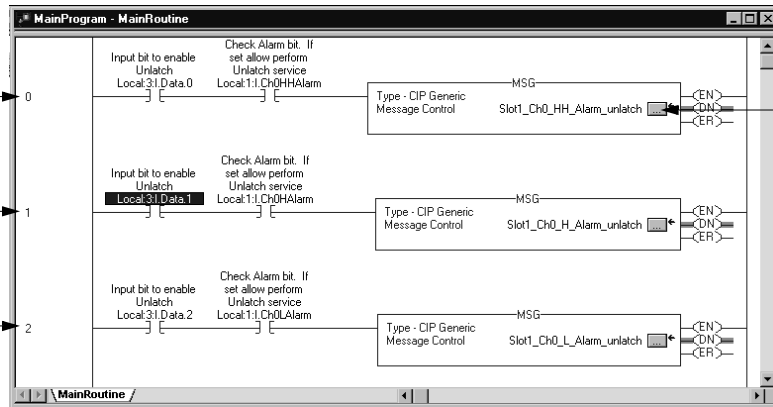 MainProgram - MainRoutine
Input bit to enable
Unlatch
Local:3:I.Data.0
Check Alarm bit. If
set allow perform
Unlatch service
Local:1:I.Ch0HHAlarm
0
MSG
Type - CIP Generic
Message Control Slot1_Ch0_HH_Alarm_unlatch ...
EN
DN
ER
Input bit to enable
Unlatch
Local:3:I.Data.1
Check Alarm bit. If
set allow perform
Unlatch service
Local:1:I.Ch0HAlarm
1
MSG
Type - CIP Generic
Message Control Slot1_Ch0_H_Alarm_unlatch ...
EN
DN
ER
Input bit to enable
Unlatch
Local:3:I.Data.2
Check Alarm bit. If
set allow perform
Unlatch service
Local:1:I.Ch0LAlarm
2
MSG
Type - CIP Generic
Message Control Slot1_Ch0_L_Alarm_unlatch ...
EN
DN
ER
MainRoutine